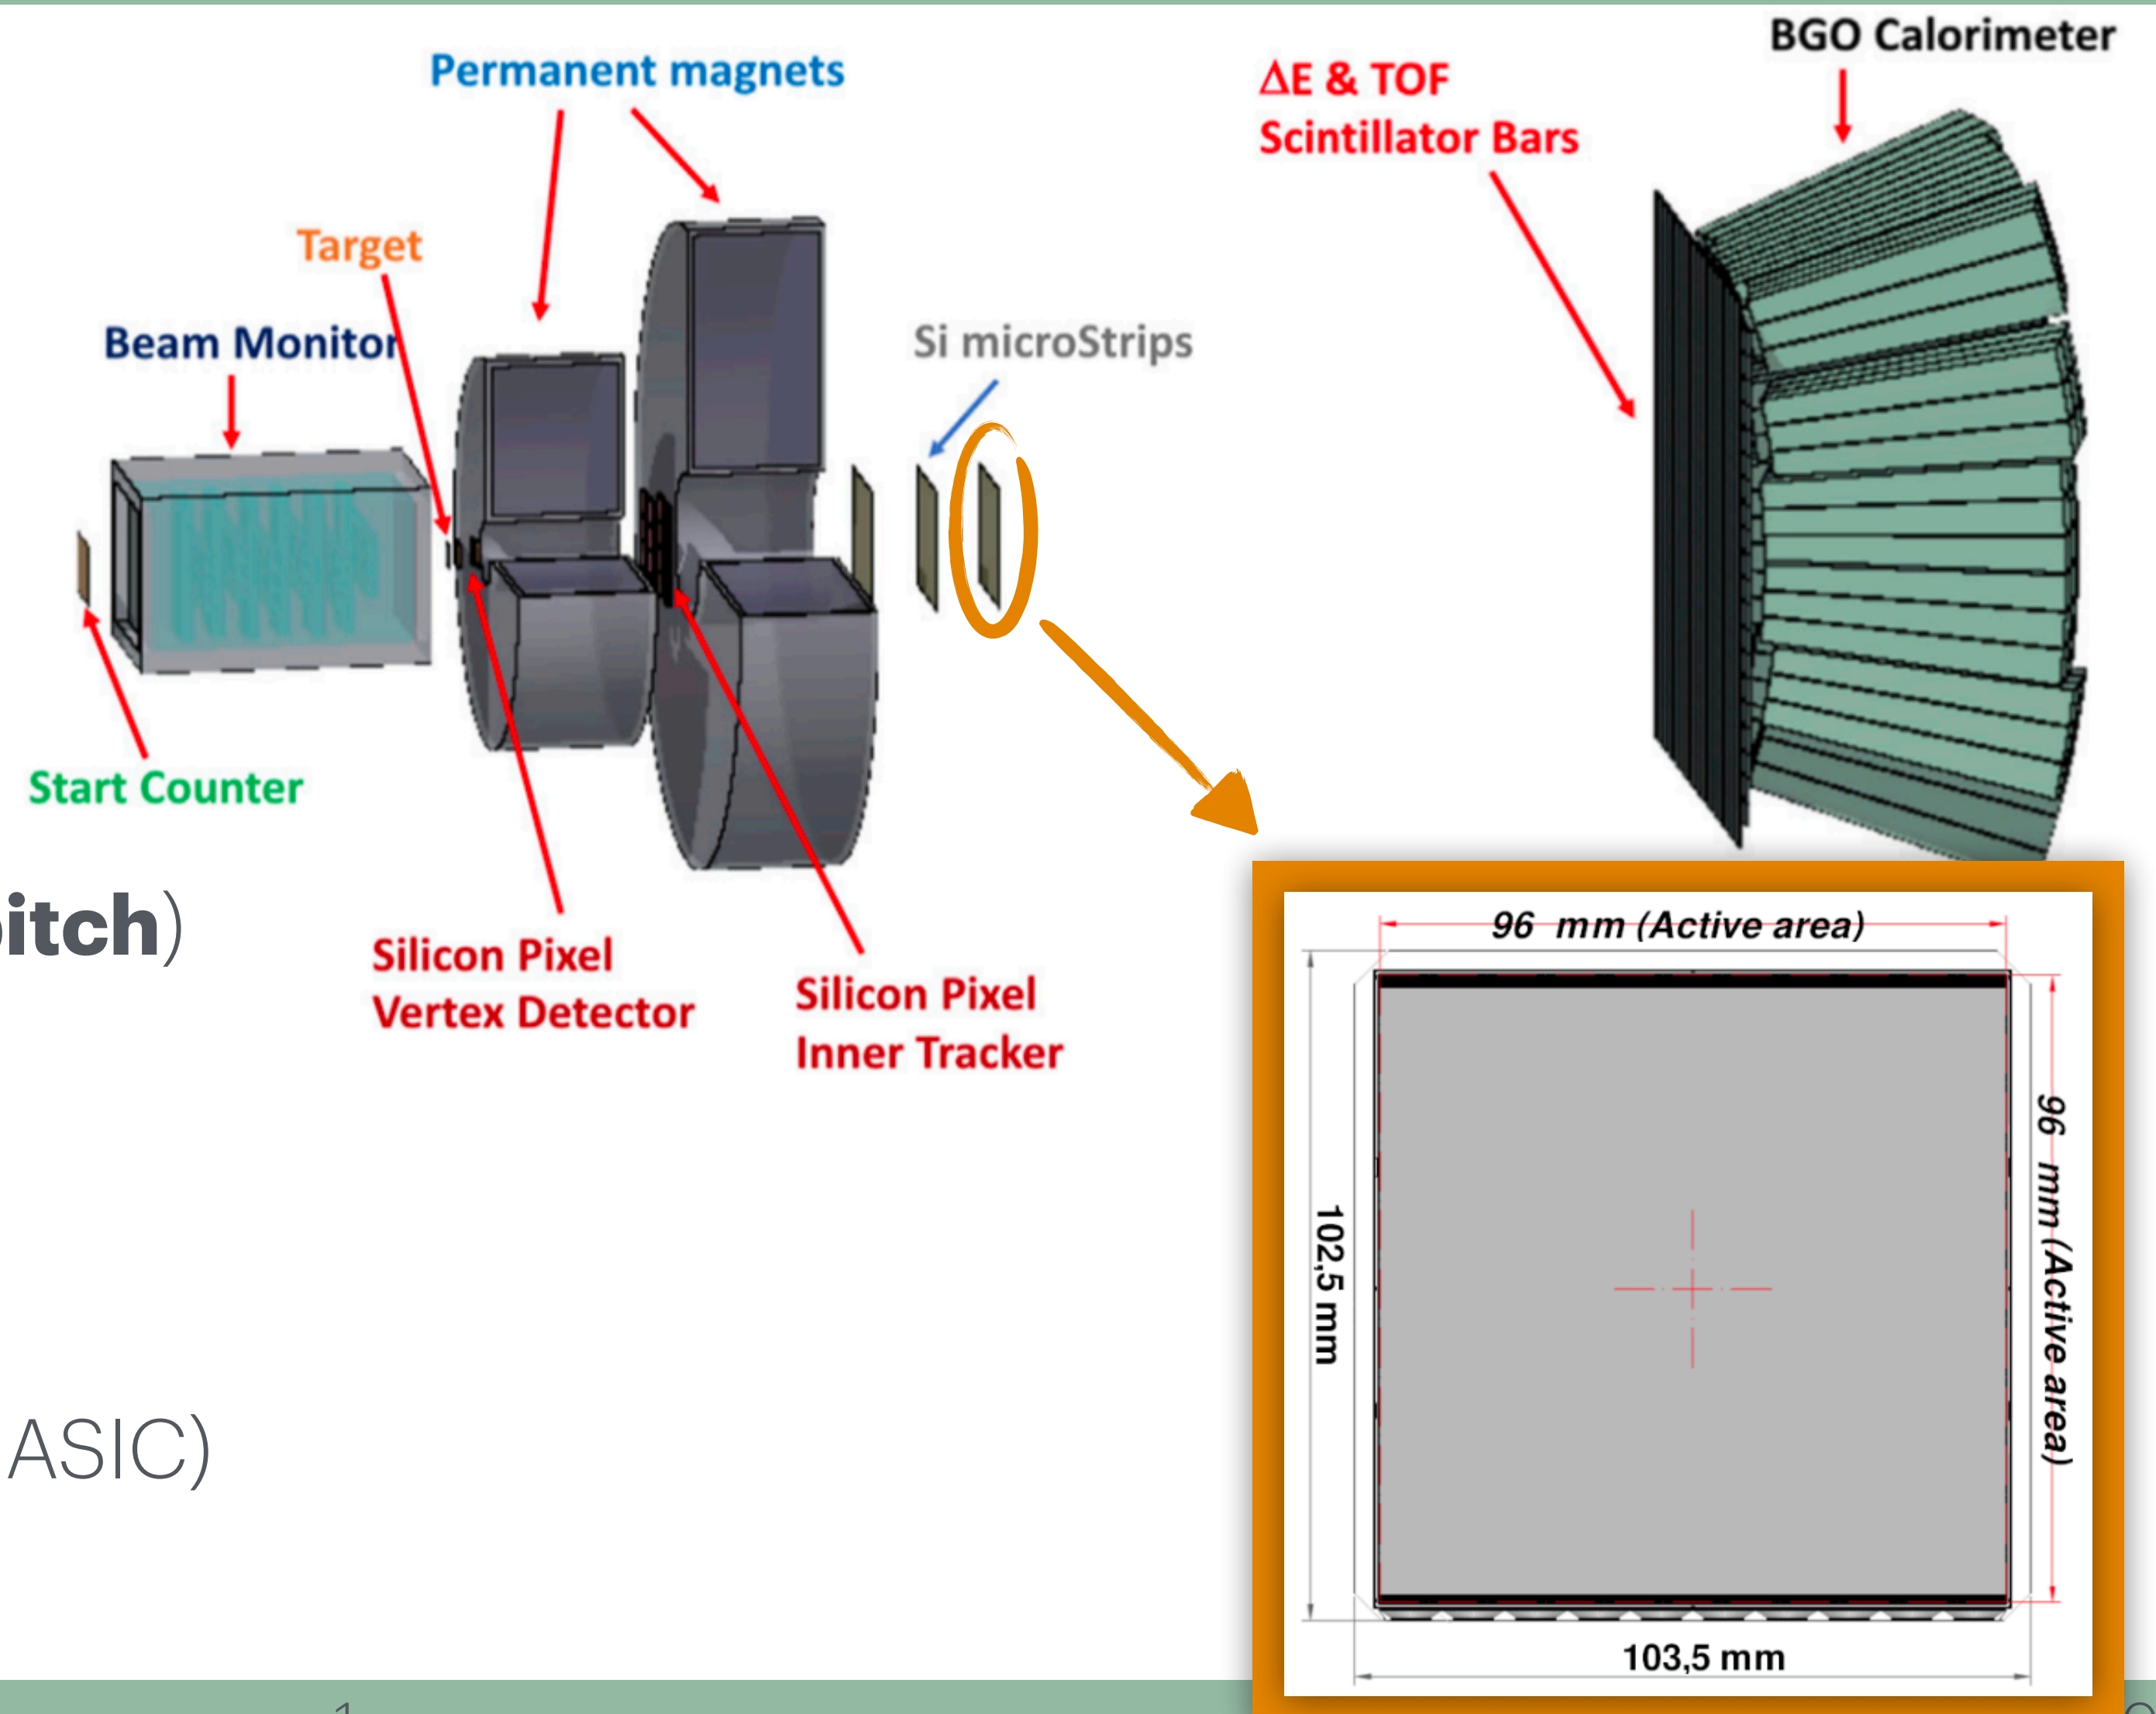 BGO Calorimeter
Permanent magnets
ΔE & TOF
Scintillator Bars
Target
Beam Monitor
Si microStrips
Start Counter
itch)
Silicon Pixel
Vertex Detector
Silicon Pixel
Inner Tracker
96 mm (Active area)
96 mm (Active area)
102,5 mm
ASIC)
103,5 mm